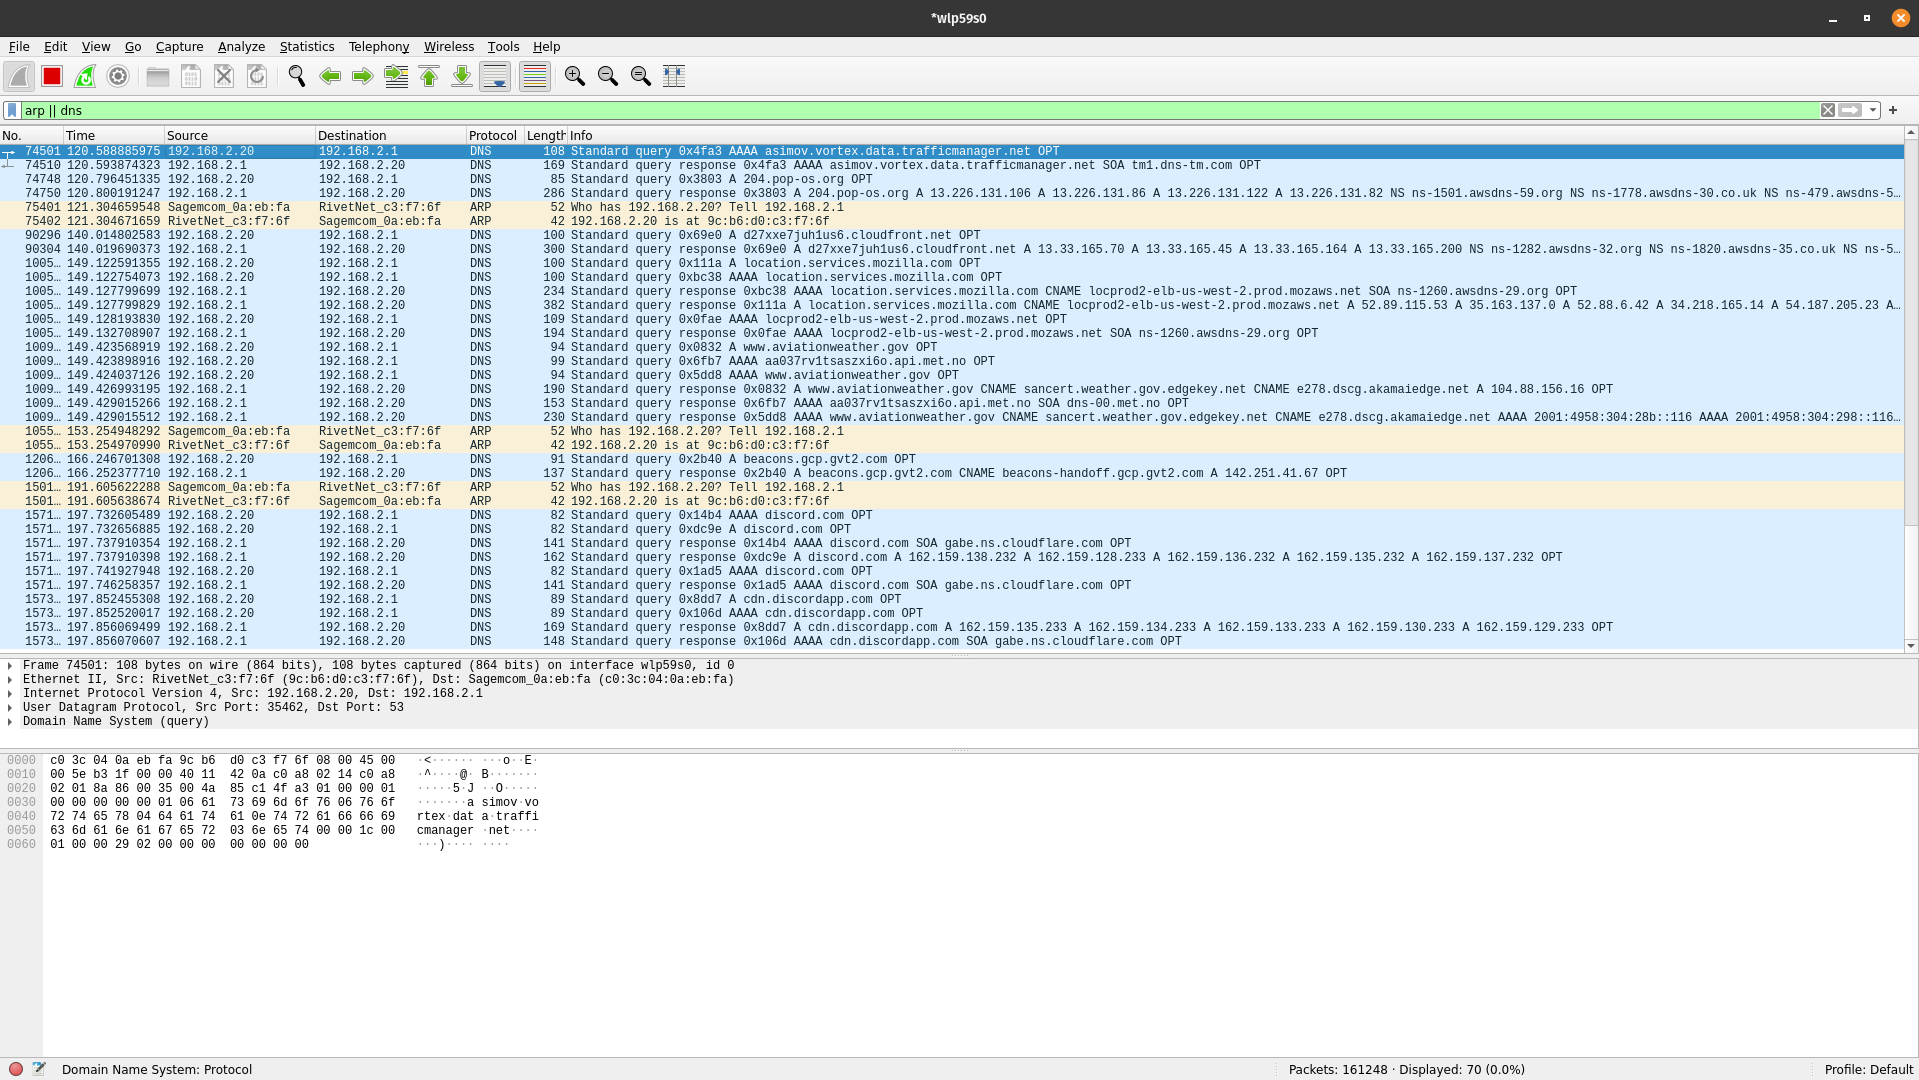 *wlp59s0
File Edit View Go Capture Analyze Statistics Telephony Wireless Tools Help
arp || dns
No. Time Source Destination Protocol Length Info
74501 120.588885975 192.168.2.20 192.168.2.1 DNS 108 Standard query 0x4fa3 AAAA asimov.vortex.data.trafficmanager.net OPT
74510 120.593874323 192.168.2.1 192.168.2.20 DNS 169 Standard query response 0x4fa3 AAAA asimov.vortex.data.trafficmanager.net SOA tm1.dns-tm.com OPT
74748 120.796451335 192.168.2.20 192.168.2.1 DNS 85 Standard query 0x3803 A 204.pop-os.org OPT
74750 120.800191247 192.168.2.1 192.168.2.20 DNS 286 Standard query response 0x3803 A 204.pop-os.org A 13.226.131.106 A 13.226.131.86 A 13.226.131.122 A 13.226.131.82 NS ns-1501.awsdns-59.org NS ns-1778.awsdns-30.co.uk NS ns-479.awsdns-5…
75401 121.304659548 Sagemcom_0a:eb:fa RivetNet_c3:f7:6f ARP 52 Who has 192.168.2.20? Tell 192.168.2.1
75402 121.304671659 RivetNet_c3:f7:6f Sagemcom_0a:eb:fa ARP 42 192.168.2.20 is at 9c:b6:d0:c3:f7:6f
90296 140.014802583 192.168.2.20 192.168.2.1 DNS 100 Standard query 0x69e0 A d27xxe7juh1us6.cloudfront.net OPT
90304 140.019690373 192.168.2.1 192.168.2.20 DNS 300 Standard query response 0x69e0 A d27xxe7juh1us6.cloudfront.net A 13.33.165.70 A 13.33.165.45 A 13.33.165.164 A 13.33.165.200 NS ns-1282.awsdns-32.org NS ns-1820.awsdns-35.co.uk NS ns-5…
1005… 149.122591355 192.168.2.20 192.168.2.1 DNS 100 Standard query 0x111a A location.services.mozilla.com OPT
1005… 149.122754073 192.168.2.20 192.168.2.1 DNS 100 Standard query 0xbc38 AAAA location.services.mozilla.com OPT
1005… 149.127799699 192.168.2.1 192.168.2.20 DNS 234 Standard query response 0xbc38 AAAA location.services.mozilla.com CNAME locprod2-elb-us-west-2.prod.mozaws.net SOA ns-1260.awsdns-29.org OPT
1005… 149.127799829 192.168.2.1 192.168.2.20 DNS 382 Standard query response 0x111a A location.services.mozilla.com CNAME locprod2-elb-us-west-2.prod.mozaws.net A 52.89.115.53 A 35.163.137.0 A 52.88.6.42 A 34.218.165.14 A 54.187.205.23 A…
1005… 149.128193830 192.168.2.20 192.168.2.1 DNS 109 Standard query 0x0fae AAAA locprod2-elb-us-west-2.prod.mozaws.net OPT
1005… 149.132708907 192.168.2.1 192.168.2.20 DNS 194 Standard query response 0x0fae AAAA locprod2-elb-us-west-2.prod.mozaws.net SOA ns-1260.awsdns-29.org OPT
1009… 149.423568919 192.168.2.20 192.168.2.1 DNS 94 Standard query 0x0832 A www.aviationweather.gov OPT
1009… 149.423898916 192.168.2.20 192.168.2.1 DNS 99 Standard query 0x6fb7 AAAA aa037rv1tsaszxi6o.api.met.no OPT
1009… 149.424037126 192.168.2.20 192.168.2.1 DNS 94 Standard query 0x5dd8 AAAA www.aviationweather.gov OPT
1009… 149.426993195 192.168.2.1 192.168.2.20 DNS 190 Standard query response 0x0832 A www.aviationweather.gov CNAME sancert.weather.gov.edgekey.net CNAME e278.dscg.akamaiedge.net A 104.88.156.16 OPT
1009… 149.429015266 192.168.2.1 192.168.2.20 DNS 153 Standard query response 0x6fb7 AAAA aa037rv1tsaszxi6o.api.met.no SOA dns-00.met.no OPT
1009… 149.429015512 192.168.2.1 192.168.2.20 DNS 230 Standard query response 0x5dd8 AAAA www.aviationweather.gov CNAME sancert.weather.gov.edgekey.net CNAME e278.dscg.akamaiedge.net AAAA 2001:4958:304:28b::116 AAAA 2001:4958:304:298::116…
1055… 153.254948292 Sagemcom_0a:eb:fa RivetNet_c3:f7:6f ARP 52 Who has 192.168.2.20? Tell 192.168.2.1
1055… 153.254970990 RivetNet_c3:f7:6f Sagemcom_0a:eb:fa ARP 42 192.168.2.20 is at 9c:b6:d0:c3:f7:6f
1206… 166.246701308 192.168.2.20 192.168.2.1 DNS 91 Standard query 0x2b40 A beacons.gcp.gvt2.com OPT
1206… 166.252377710 192.168.2.1 192.168.2.20 DNS 137 Standard query response 0x2b40 A beacons.gcp.gvt2.com CNAME beacons-handoff.gcp.gvt2.com A 142.251.41.67 OPT
1501… 191.605622288 Sagemcom_0a:eb:fa RivetNet_c3:f7:6f ARP 52 Who has 192.168.2.20? Tell 192.168.2.1
1501… 191.605638674 RivetNet_c3:f7:6f Sagemcom_0a:eb:fa ARP 42 192.168.2.20 is at 9c:b6:d0:c3:f7:6f
1571… 197.732605489 192.168.2.20 192.168.2.1 DNS 82 Standard query 0x14b4 AAAA discord.com OPT
1571… 197.732656885 192.168.2.20 192.168.2.1 DNS 82 Standard query 0xdc9e A discord.com OPT
1571… 197.737910354 192.168.2.1 192.168.2.20 DNS 141 Standard query response 0x14b4 AAAA discord.com SOA gabe.ns.cloudflare.com OPT
1571… 197.737910398 192.168.2.1 192.168.2.20 DNS 162 Standard query response 0xdc9e A discord.com A 162.159.138.232 A 162.159.128.233 A 162.159.136.232 A 162.159.135.232 A 162.159.137.232 OPT
1571… 197.741927948 192.168.2.20 192.168.2.1 DNS 82 Standard query 0x1ad5 AAAA discord.com OPT
1571… 197.746258357 192.168.2.1 192.168.2.20 DNS 141 Standard query response 0x1ad5 AAAA discord.com SOA gabe.ns.cloudflare.com OPT
1573… 197.852455308 192.168.2.20 192.168.2.1 DNS 89 Standard query 0x8dd7 A cdn.discordapp.com OPT
1573… 197.852520017 192.168.2.20 192.168.2.1 DNS 89 Standard query 0x106d AAAA cdn.discordapp.com OPT
1573… 197.856069499 192.168.2.1 192.168.2.20 DNS 169 Standard query response 0x8dd7 A cdn.discordapp.com A 162.159.135.233 A 162.159.134.233 A 162.159.133.233 A 162.159.130.233 A 162.159.129.233 OPT
1573… 197.856070607 192.168.2.1 192.168.2.20 DNS 148 Standard query response 0x106d AAAA cdn.discordapp.com SOA gabe.ns.cloudflare.com OPT
Frame 74501: 108 bytes on wire (864 bits), 108 bytes captured (864 bits) on interface wlp59s0, id 0
Ethernet II, Src: RivetNet_c3:f7:6f (9c:b6:d0:c3:f7:6f), Dst: Sagemcom_0a:eb:fa (c0:3c:04:0a:eb:fa)
Internet Protocol Version 4, Src: 192.168.2.20, Dst: 192.168.2.1
User Datagram Protocol, Src Port: 35462, Dst Port: 53
Domain Name System (query)
0000 c0 3c 04 0a eb fa 9c b6 d0 c3 f7 6f 08 00 45 00 ·<······ ···o··E·
0010 00 5e b3 1f 00 00 40 11 42 0a c0 a8 02 14 c0 a8 ·^····@· B·······
0020 02 01 8a 86 00 35 00 4a 85 c1 4f a3 01 00 00 01 ·····5·J ··O·····
0030 00 00 00 00 00 01 06 61 73 69 6d 6f 76 06 76 6f ·······a simov·vo
0040 72 74 65 78 04 64 61 74 61 0e 74 72 61 66 66 69 rtex·dat a·traffi
0050 63 6d 61 6e 61 67 65 72 03 6e 65 74 00 00 1c 00 cmanager ·net····
0060 01 00 00 29 02 00 00 00 00 00 00 00 ···)···· ····
Domain Name System: Protocol Packets: 161248 · Displayed: 70 (0.0%) Profile: Default